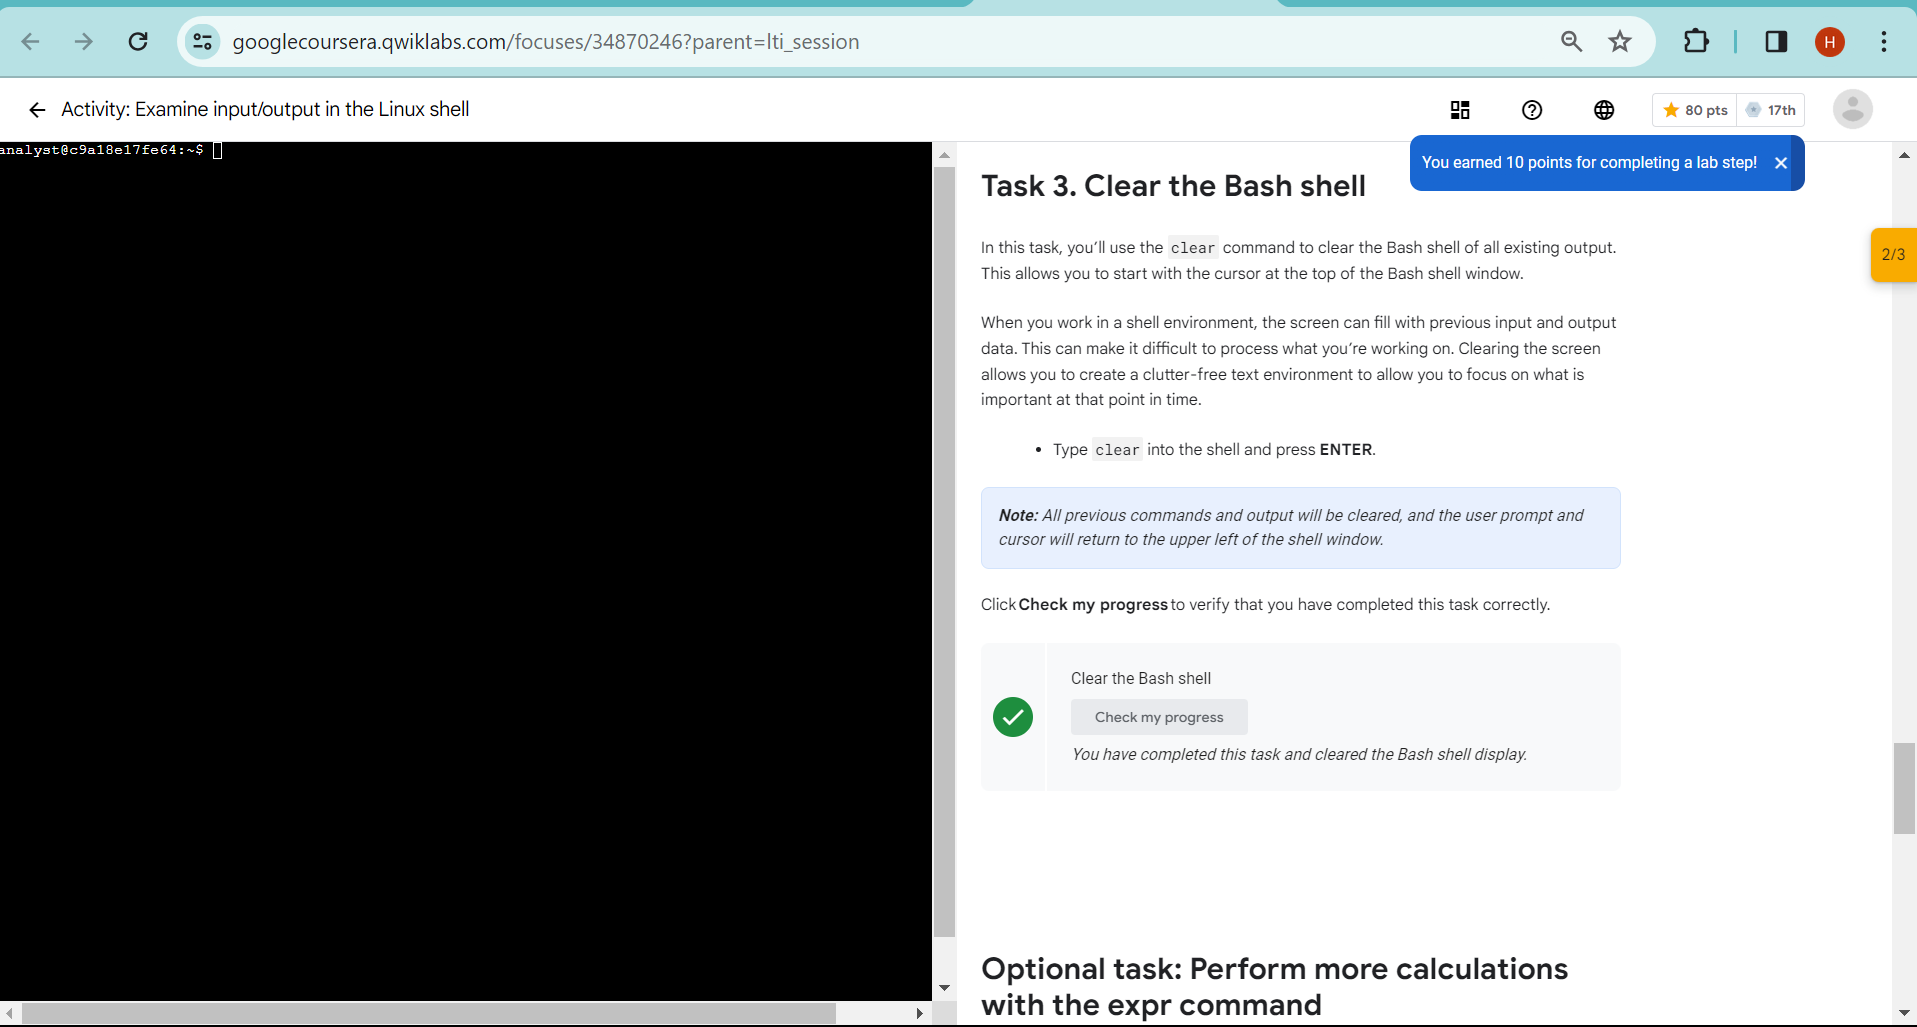 googlecoursera.qwiklabs.com/focuses/34870246?parent=lti_session
H
Activity: Examine input/output in the Linux shell
80 pts
17th
analyst@c9a18e17fe64:~$
You earned 10 points for completing a lab step!
2/3
Task 3. Clear the Bash shell
In this task, you’ll use the clear command to clear the Bash shell of all existing output.
This allows you to start with the cursor at the top of the Bash shell window.
When you work in a shell environment, the screen can fill with previous input and output
data. This can make it difficult to process what you’re working on. Clearing the screen
allows you to create a clutter-free text environment to allow you to focus on what is
important at that point in time.
• Type clear into the shell and press ENTER.
Note: All previous commands and output will be cleared, and the user prompt and
cursor will return to the upper left of the shell window.
Click Check my progress to verify that you have completed this task correctly.
Clear the Bash shell
Check my progress
You have completed this task and cleared the Bash shell display.
Optional task: Perform more calculations
with the expr command